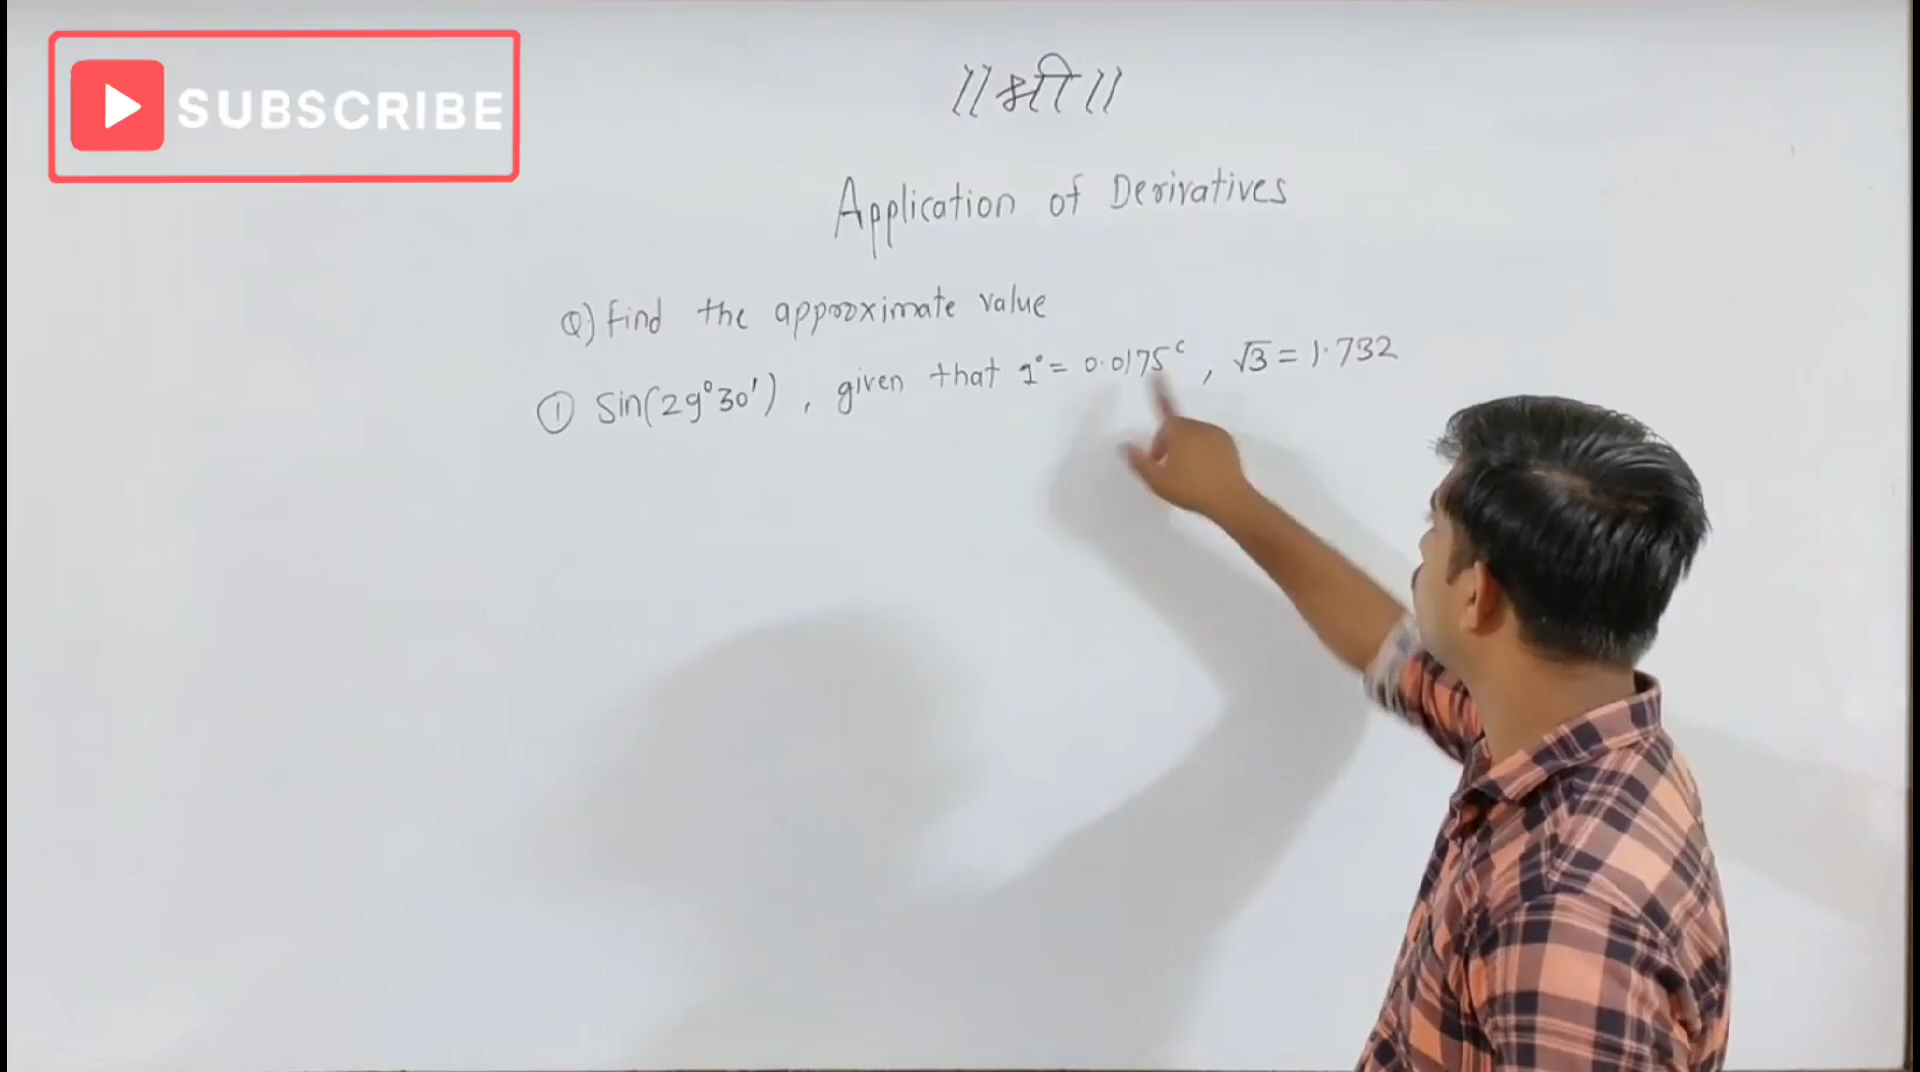 SUBSCRIBE
||श्री||
Application of Derivatives
Q) Find the approximate value
① Sin(29°30'), given that 1° = 0.0175ᶜ, √3 = 1.732